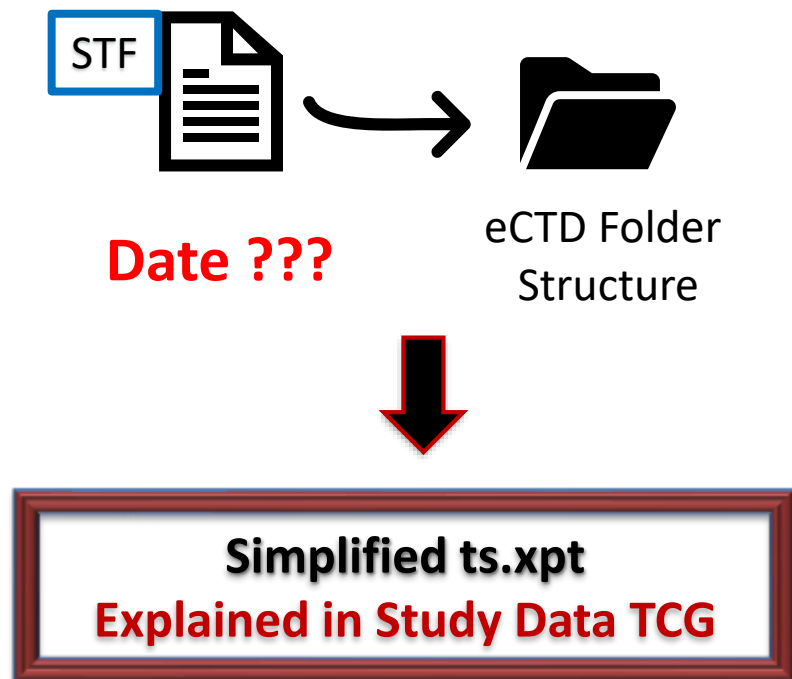 STF
Date ???
eCTD Folder
Structure
Simplified ts.xpt
Explained in Study Data TCG